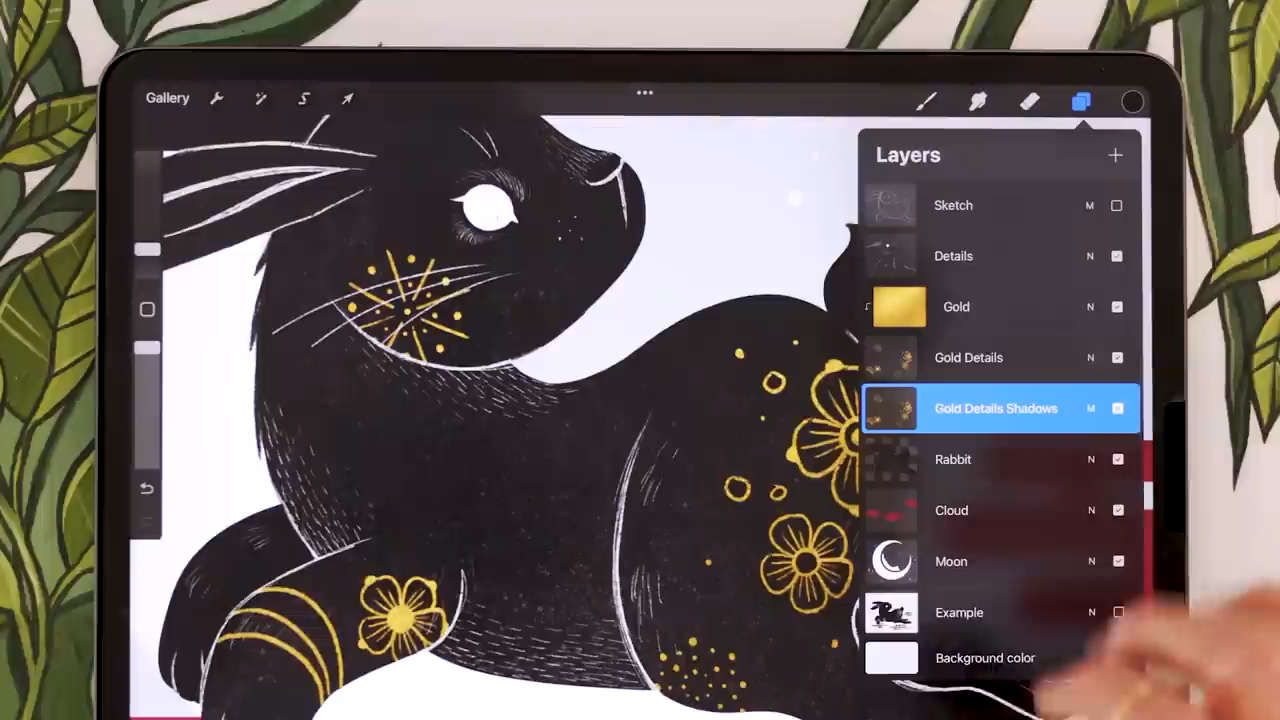 Gallery
Layers
Sketch M
Details N
Gold N
Gold Details N
Gold Details Shadows M
Rabbit N
Cloud N
Moon N
Example N
Background color